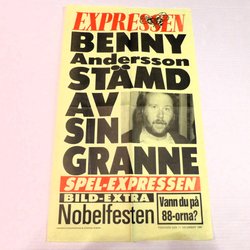 EXPRESSEN
BENNY
Andersson
STÄMD
AV
SIN
GRANNE
SPEL-EXPRESSEN
BILD-EXTRA
Nobelfesten
Vann du på
88-orna?